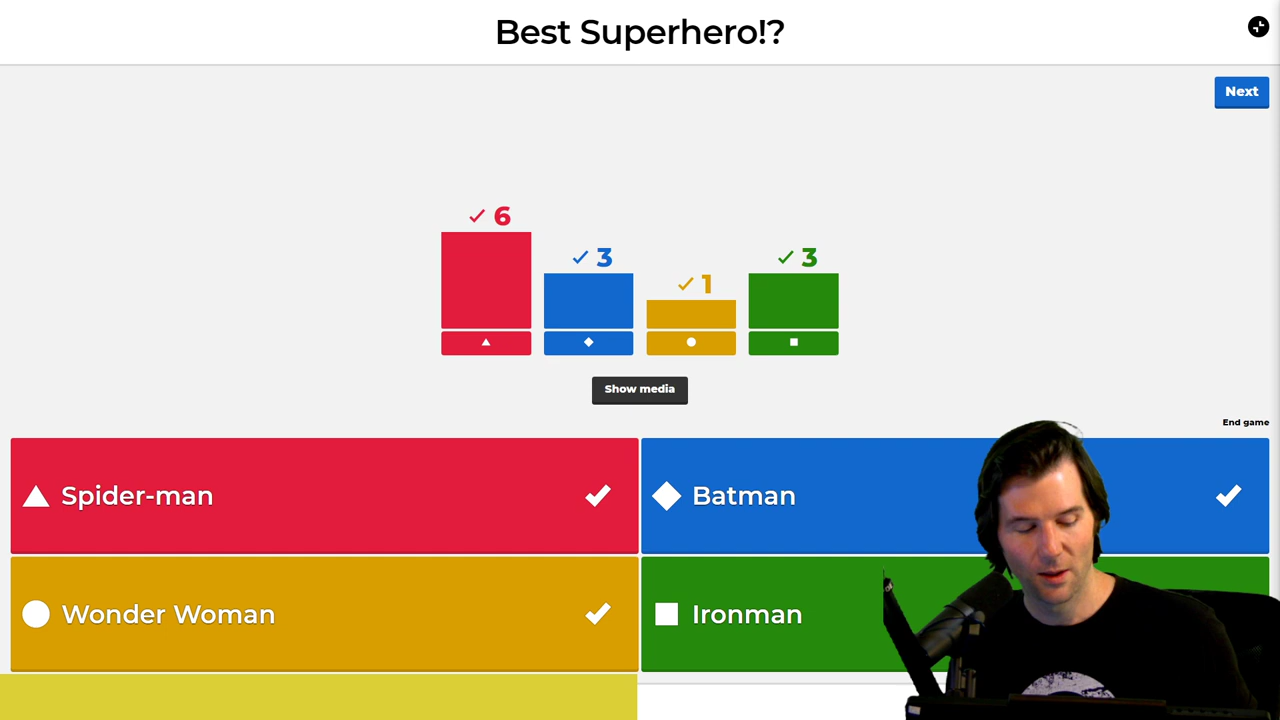 Best Superhero!?
Next
6
3
1
3
Show media
End game
Spider-man
Batman
Wonder Woman
Ironman